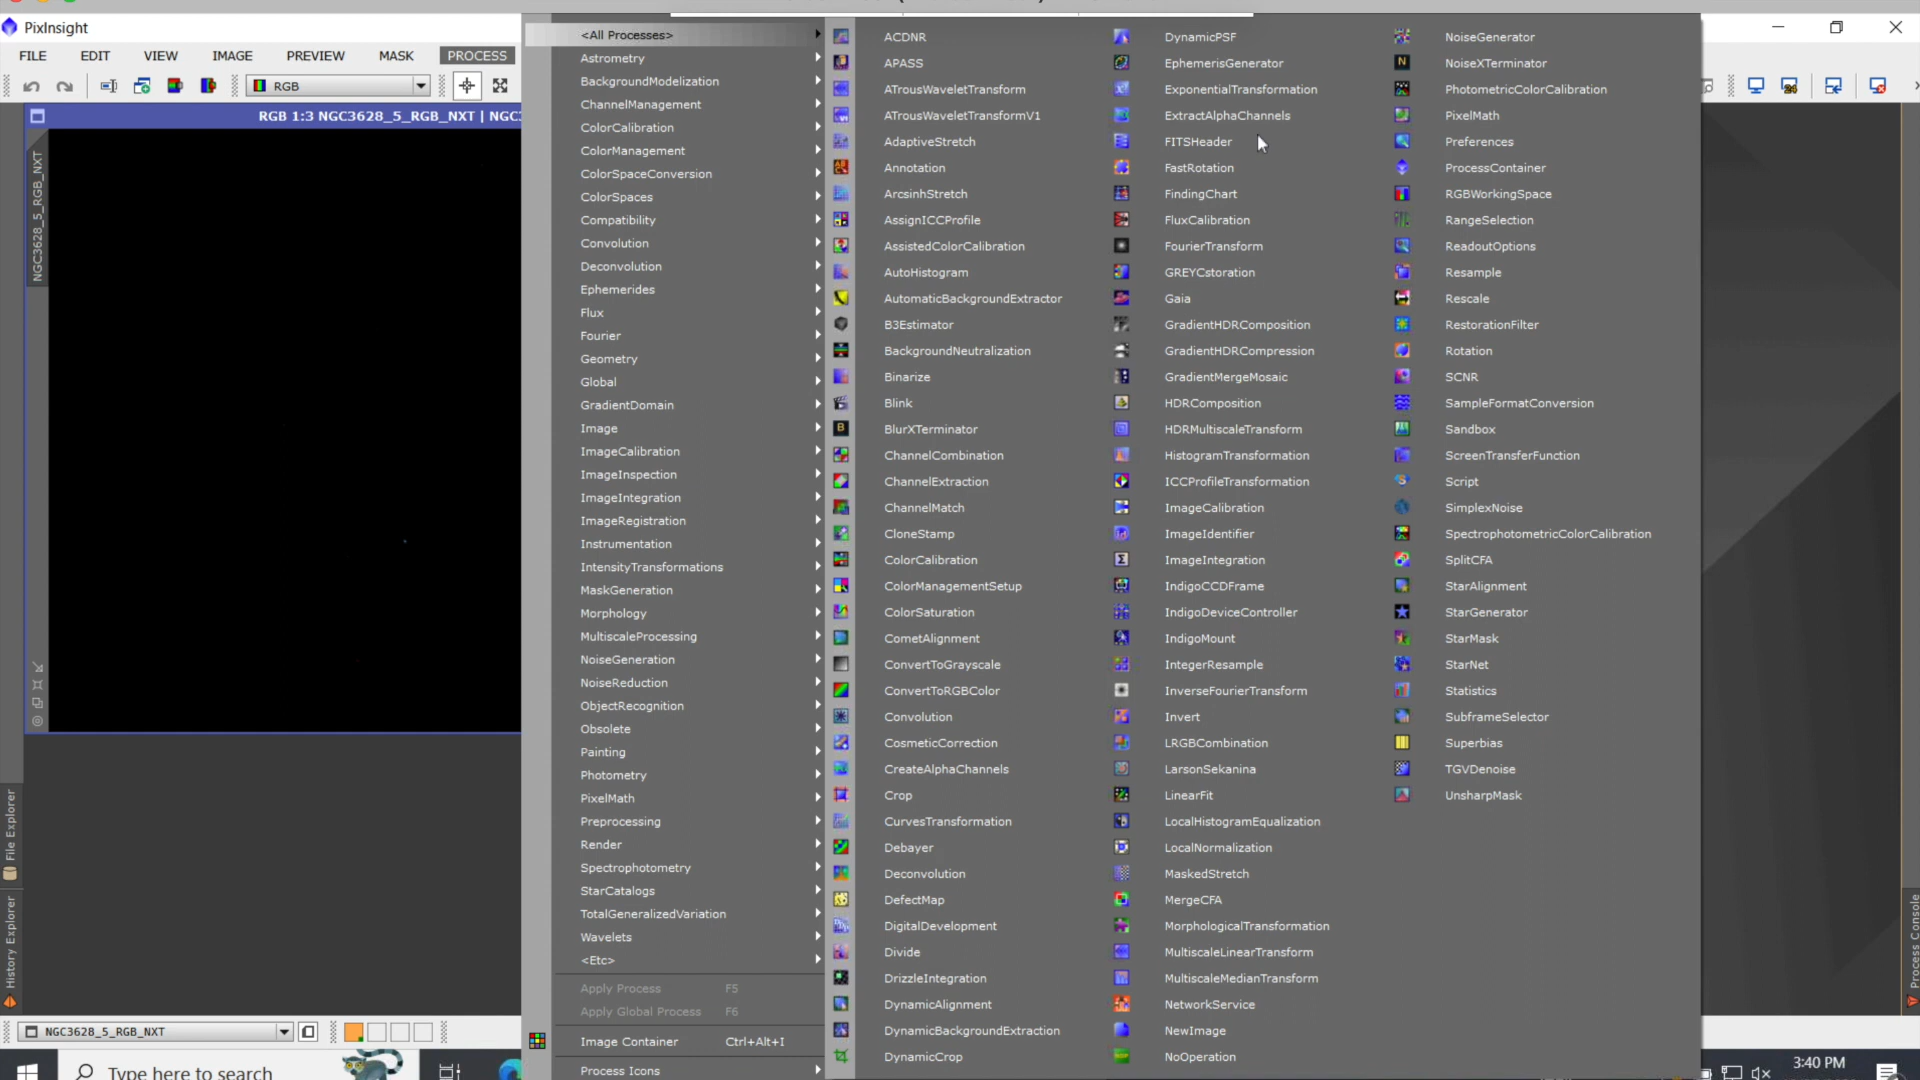 PixInsight
FILE EDIT VIEW IMAGE PREVIEW MASK PROCESS
RGB
24
RGB 1:3 NGC3628_5_RGB_NXT | NGC3
NGC3628_5_RGB_NXT
File Explorer
History Explorer
<All Processes>
Astrometry
BackgroundModelization
ChannelManagement
ColorCalibration
ColorManagement
ColorSpaceConversion
ColorSpaces
Compatibility
Convolution
Deconvolution
Ephemerides
Flux
Fourier
Geometry
Global
GradientDomain
Image
ImageCalibration
ImageInspection
ImageIntegration
ImageRegistration
Instrumentation
IntensityTransformations
MaskGeneration
Morphology
MultiscaleProcessing
NoiseGeneration
NoiseReduction
ObjectRecognition
Obsolete
Painting
Photometry
PixelMath
Preprocessing
Render
Spectrophotometry
StarCatalogs
TotalGeneralizedVariation
Wavelets
<Etc>
Apply Process F5
Apply Global Process F6
Image Container Ctrl+Alt+I
Process Icons
ACDNR
APASS
ATrousWaveletTransform
ATrousWaveletTransformV1
AdaptiveStretch
Annotation
ArcsinhStretch
AssignICCProfile
AssistedColorCalibration
AutoHistogram
AutomaticBackgroundExtractor
B3Estimator
BackgroundNeutralization
Binarize
Blink
BlurXTerminator
ChannelCombination
ChannelExtraction
ChannelMatch
CloneStamp
ColorCalibration
ColorManagementSetup
ColorSaturation
CometAlignment
ConvertToGrayscale
ConvertToRGBColor
Convolution
CosmeticCorrection
CreateAlphaChannels
Crop
CurvesTransformation
Debayer
Deconvolution
DefectMap
DigitalDevelopment
Divide
DrizzleIntegration
DynamicAlignment
DynamicBackgroundExtraction
DynamicCrop
DynamicPSF
EphemerisGenerator
ExponentialTransformation
ExtractAlphaChannels
FITSHeader
FastRotation
FindingChart
FluxCalibration
FourierTransform
GREYCstoration
Gaia
GradientHDRComposition
GradientHDRCompression
GradientMergeMosaic
HDRComposition
HDRMultiscaleTransform
HistogramTransformation
ICCProfileTransformation
ImageCalibration
ImageIdentifier
ImageIntegration
IndigoCCDFrame
IndigoDeviceController
IndigoMount
IntegerResample
InverseFourierTransform
Invert
LRGBCombination
LarsonSekanina
LinearFit
LocalHistogramEqualization
LocalNormalization
MaskedStretch
MergeCFA
MorphologicalTransformation
MultiscaleLinearTransform
MultiscaleMedianTransform
NetworkService
NewImage
NoOperation
NoiseGenerator
NoiseXTerminator
PhotometricColorCalibration
PixelMath
Preferences
ProcessContainer
RGBWorkingSpace
RangeSelection
ReadoutOptions
Resample
Rescale
RestorationFilter
Rotation
SCNR
SampleFormatConversion
Sandbox
ScreenTransferFunction
Script
SimplexNoise
SpectrophotometricColorCalibration
SplitCFA
StarAlignment
StarGenerator
StarMask
StarNet
Statistics
SubframeSelector
Superbias
TGVDenoise
UnsharpMask
Process Console
NGC3628_5_RGB_NXT
Type here to search
3:40 PM